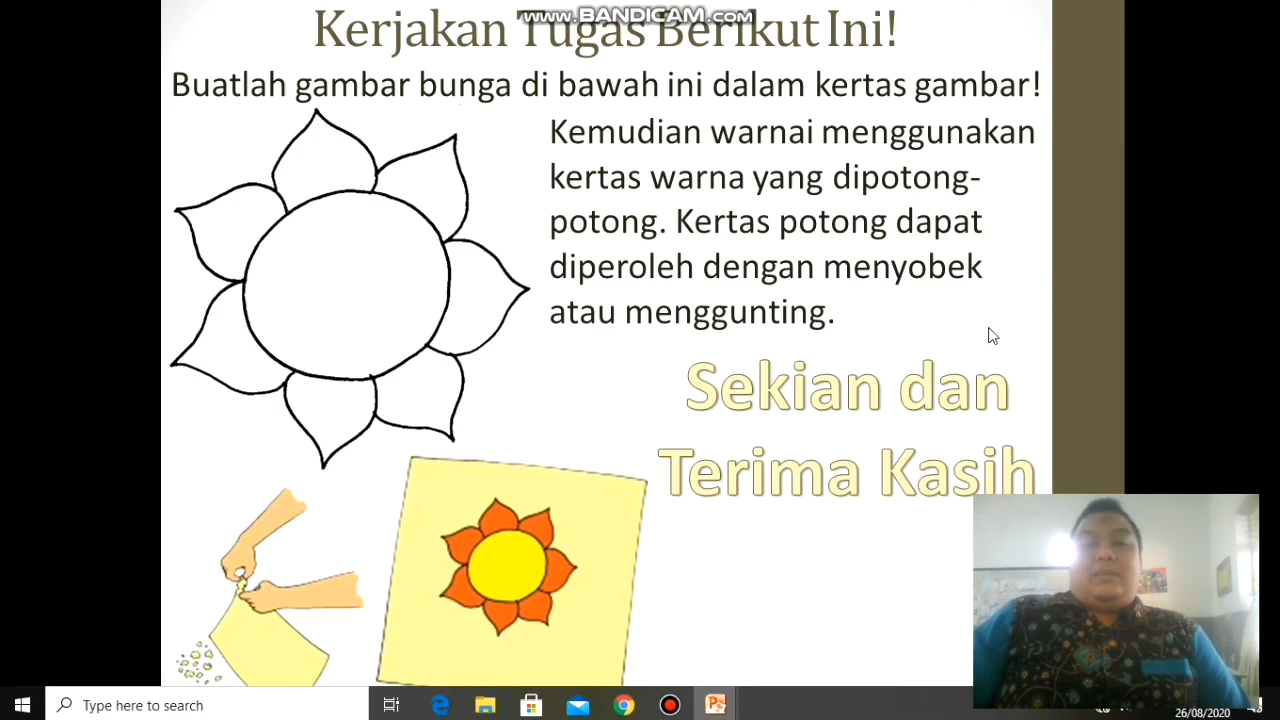 www.BANDICAM.com
Kerjakan Tugas Berikut Ini!
Buatlah gambar bunga di bawah ini dalam kertas gambar!
Kemudian warnai menggunakan
kertas warna yang dipotong-
potong. Kertas potong dapat
diperoleh dengan menyobek
atau menggunting.
Sekian dan
Terima Kasih
Type here to search
26/08/2020